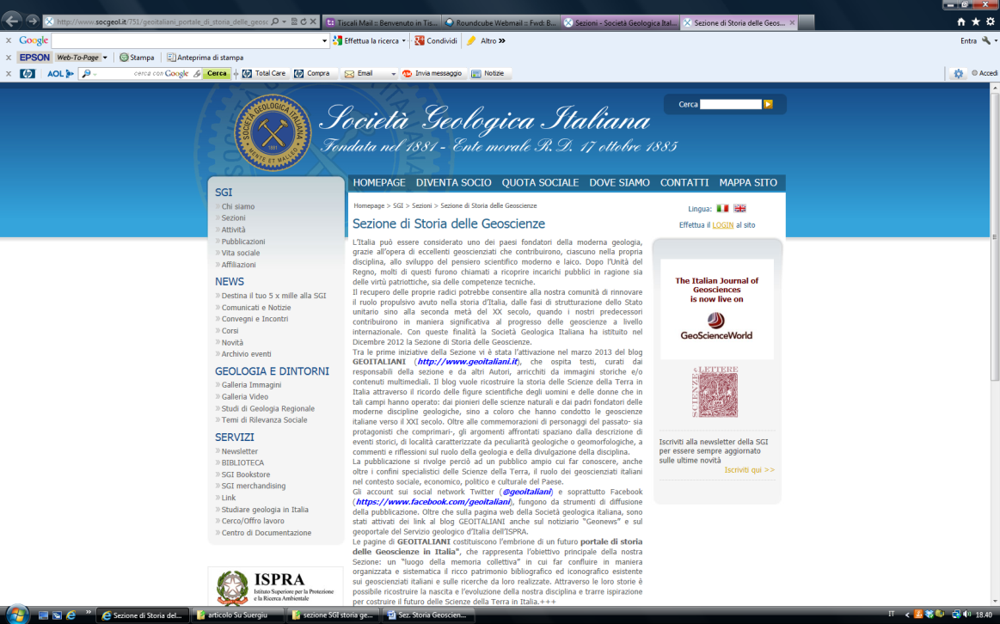 http://www.socgeol.it/751/geoitaliani_portale_di_storia_delle_geosc
Tiscali Mail :: Benvenuto in Tis...
Roundcube Webmail :: Fwd: B...
Sezioni - Società Geologica Ital...
Sezione di Storia delle Geos...
Google
Effettua la ricerca
Condividi
Altro »
Entra
EPSON Web-To-Page
Stampa
Anteprima di stampa
AOL
cerca con Google
Cerca
Total Care
Compra
Email
Invia messaggio
Notizie
Accedi
SOCIETÀ GEOLOGICA ITALIANA
1881
MENTE ET MALLEO
Società Geologica Italiana
Fondata nel 1881 - Ente morale R. D. 17 ottobre 1885
Cerca
HOMEPAGE DIVENTA SOCIO QUOTA SOCIALE DOVE SIAMO CONTATTI MAPPA SITO
SGI
Chi siamo
Sezioni
Attività
Pubblicazioni
Vita sociale
Affiliazioni
NEWS
Destina il tuo 5 x mille alla SGI
Comunicati e Notizie
Convegni e Incontri
Corsi
Novità
Archivio eventi
GEOLOGIA E DINTORNI
Galleria Immagini
Galleria Video
Studi di Geologia Regionale
Temi di Rilevanza Sociale
SERVIZI
Newsletter
BIBLIOTECA
SGI Bookstore
SGI merchandising
Link
Studiare geologia in Italia
Cerco/Offro lavoro
Centro di Documentazione
ISPRA
Istituto Superiore per la Protezione
e la Ricerca Ambientale
Homepage > SGI > Sezioni > Sezione di Storia delle Geoscienze
Sezione di Storia delle Geoscienze
L'Italia può essere considerato uno dei paesi fondatori della moderna geologia,
grazie all'opera di eccellenti geoscienziati che contribuirono, ciascuno nella propria
disciplina, allo sviluppo del pensiero scientifico moderno e laico. Dopo l'Unità del
Regno, molti di questi furono chiamati a ricoprire incarichi pubblici in ragione sia
delle virtù patriottiche, sia delle competenze tecniche.
Il recupero delle proprie radici potrebbe consentire alla nostra comunità di rinnovare
il ruolo propulsivo avuto nella storia d'Italia, dalle fasi di strutturazione dello Stato
unitario sino alla seconda metà del XX secolo, quando i nostri predecessori
contribuirono in maniera significativa al progresso delle geoscienze a livello
internazionale. Con queste finalità la Società Geologica Italiana ha istituito nel
Dicembre 2012 la Sezione di Storia delle Geoscienze.
Tra le prime iniziative della Sezione vi è stata l'attivazione nel marzo 2013 del blog
GEOITALIANI (http://www.geoitaliani.it), che ospita testi, curati dai
responsabili della sezione e da altri Autori, arricchiti da immagini storiche e/o
contenuti multimediali. Il blog vuole ricostruire la storia delle Scienze della Terra in
Italia attraverso il ricordo delle figure scientifiche degli uomini e delle donne che in
tali campi hanno operato: dai pionieri delle scienze naturali e dai padri fondatori delle
moderne discipline geologiche, sino a coloro che hanno condotto le geoscienze
italiane verso il XXI secolo. Oltre alle commemorazioni di personaggi del passato- sia
protagonisti che comprimari-, gli argomenti affrontati spaziano dalla descrizione di
eventi storici, di località caratterizzate da peculiarità geologiche o geomorfologiche, a
commenti e riflessioni sul ruolo della geologia e della divulgazione della disciplina.
La pubblicazione si rivolge perciò ad un pubblico ampio cui far conoscere, anche
oltre i confini specialistici delle Scienze della Terra, il ruolo dei geoscienziati italiani
nel contesto sociale, economico, politico e culturale del Paese.
Gli account sui social network Twitter (@geoitaliani) e soprattutto Facebook
(https://www.facebook.com/geoitaliani), fungono da strumenti di diffusione
della pubblicazione. Oltre che sulla pagina web della Società geologica italiana, sono
stati attivati dei link al blog GEOITALIANI anche sul notiziario "Geonews" e sul
geoportale del Servizio geologico d'Italia dell'ISPRA.
Le pagine di GEOITALIANI costituiscono l'embrione di un futuro portale di storia
delle Geoscienze in Italia", che rappresenta l'obiettivo principale della nostra
Sezione: un "luogo della memoria collettiva" in cui far confluire in maniera
organizzata e sistematica il ricco patrimonio bibliografico ed iconografico esistente
sui geoscienziati italiani e sulle ricerche da loro realizzate. Attraverso le loro storie è
possibile ricostruire la nascita e l'evoluzione della nostra disciplina e trarre ispirazione
per costruire il futuro delle Scienze della Terra in Italia.+++
Lingua:
Effettua il LOGIN al sito
The Italian Journal of
Geosciences
is now live on
GeoScienceWorld
SCIENZE LETTERE
Iscriviti alla newsletter della SGI
per essere sempre aggiornato
sulle ultime novità
Iscriviti qui >>
Sezione di Storia del...
articolo Su Suergiu
sezione SGI storia ge...
Sez. Storia Geoscien...
IT
18.40